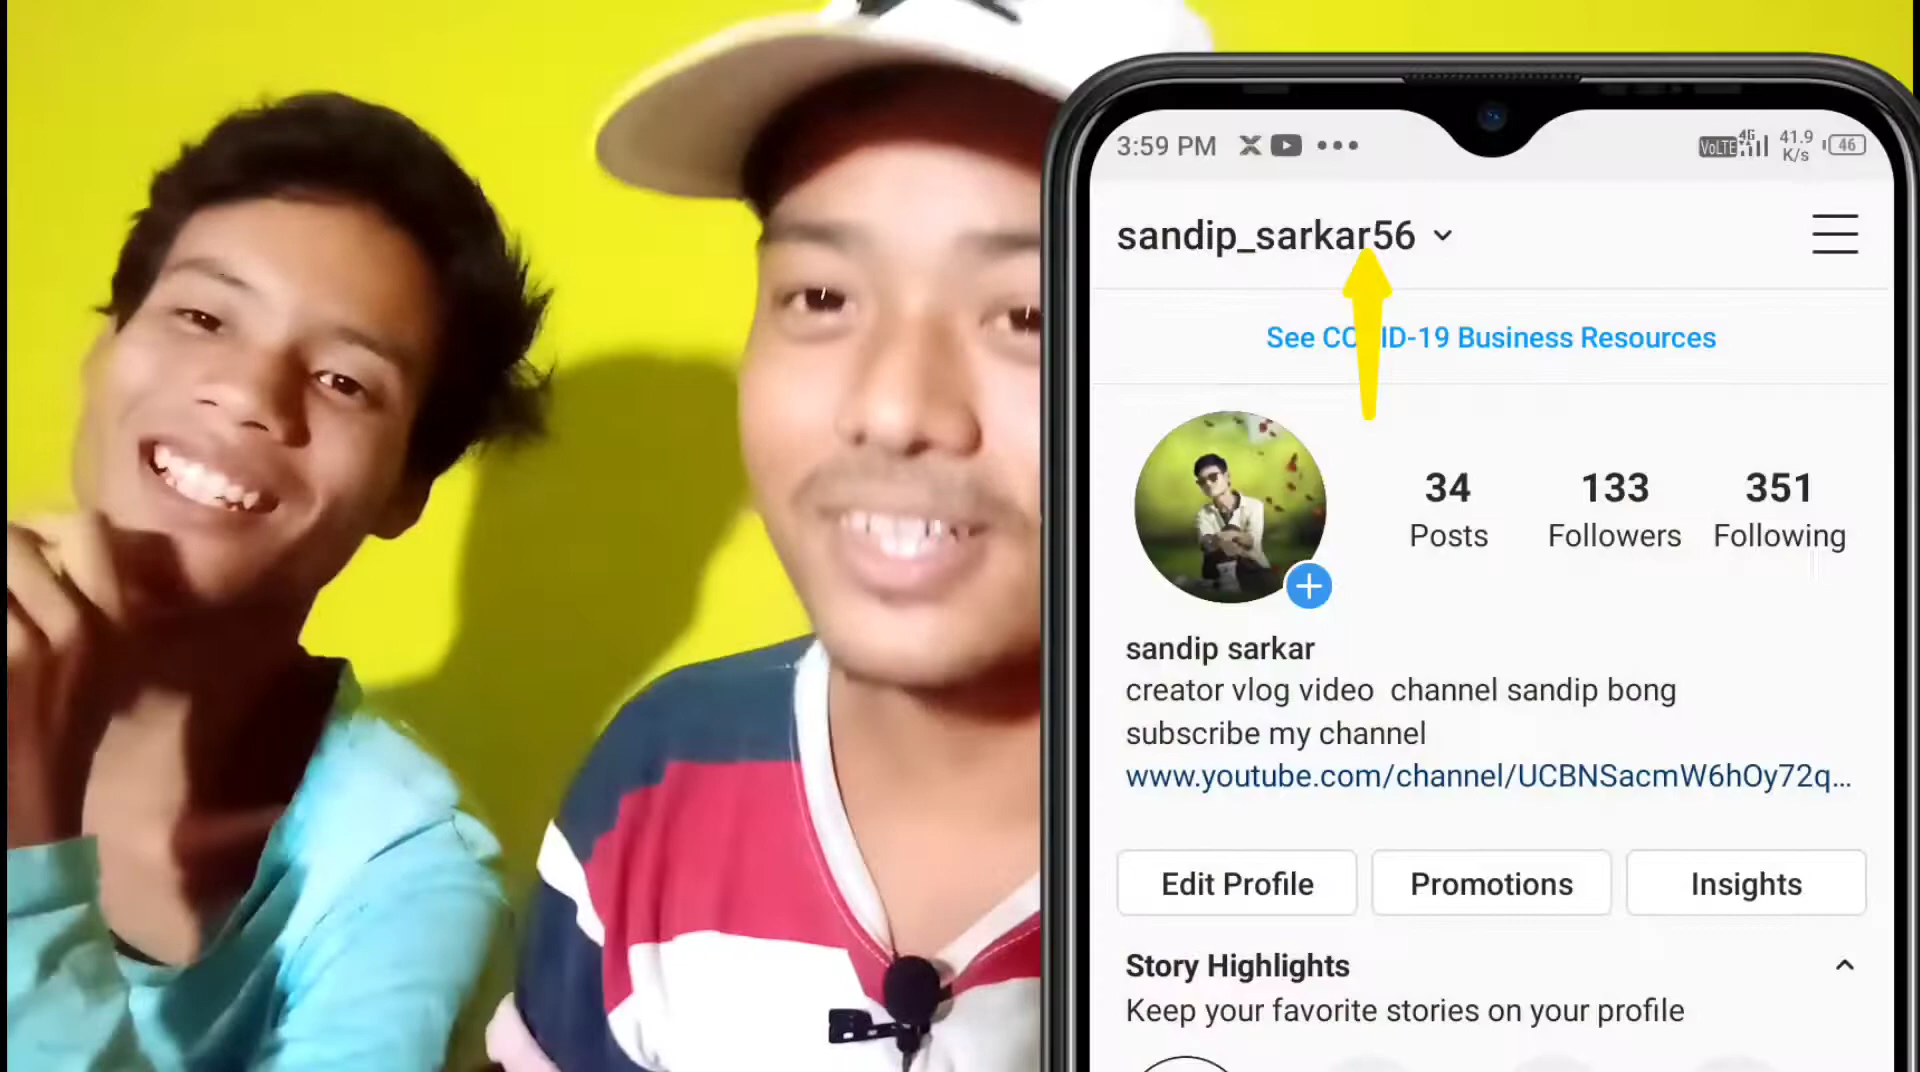 3:59 PM
VoLTE 4G 41.9 K/s 46
sandip_sarkar56
See CO ID-19 Business Resources
34 133 351
Posts Followers Following
sandip sarkar
creator vlog video channel sandip bong
subscribe my channel
www.youtube.com/channel/UCBNSacmW6hOy72q...
Edit Profile Promotions Insights
Story Highlights
Keep your favorite stories on your profile